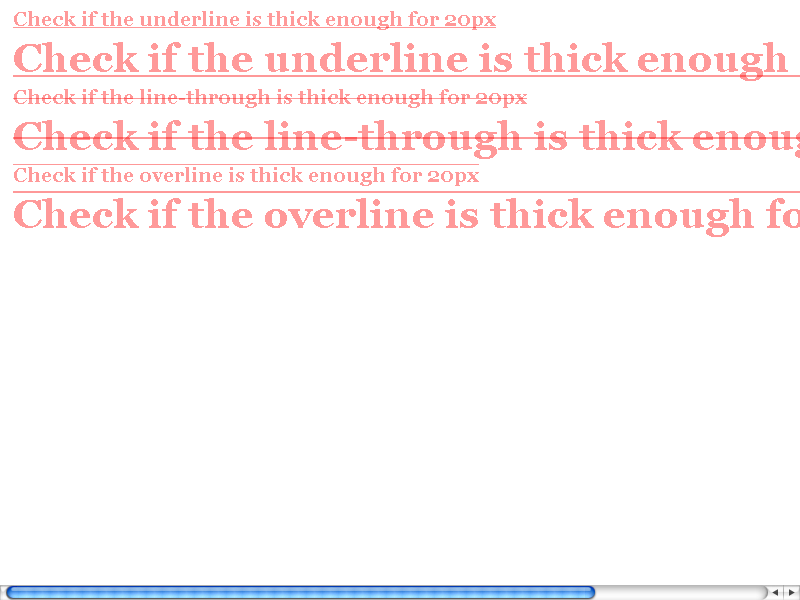 Check if the underline is thick enough for 20px
Check if the underline is thick enough
Check if the line-through is thick enough for 20px
Check if the line-through is thick enoug
Check if the overline is thick enough for 20px
Check if the overline is thick enough fo